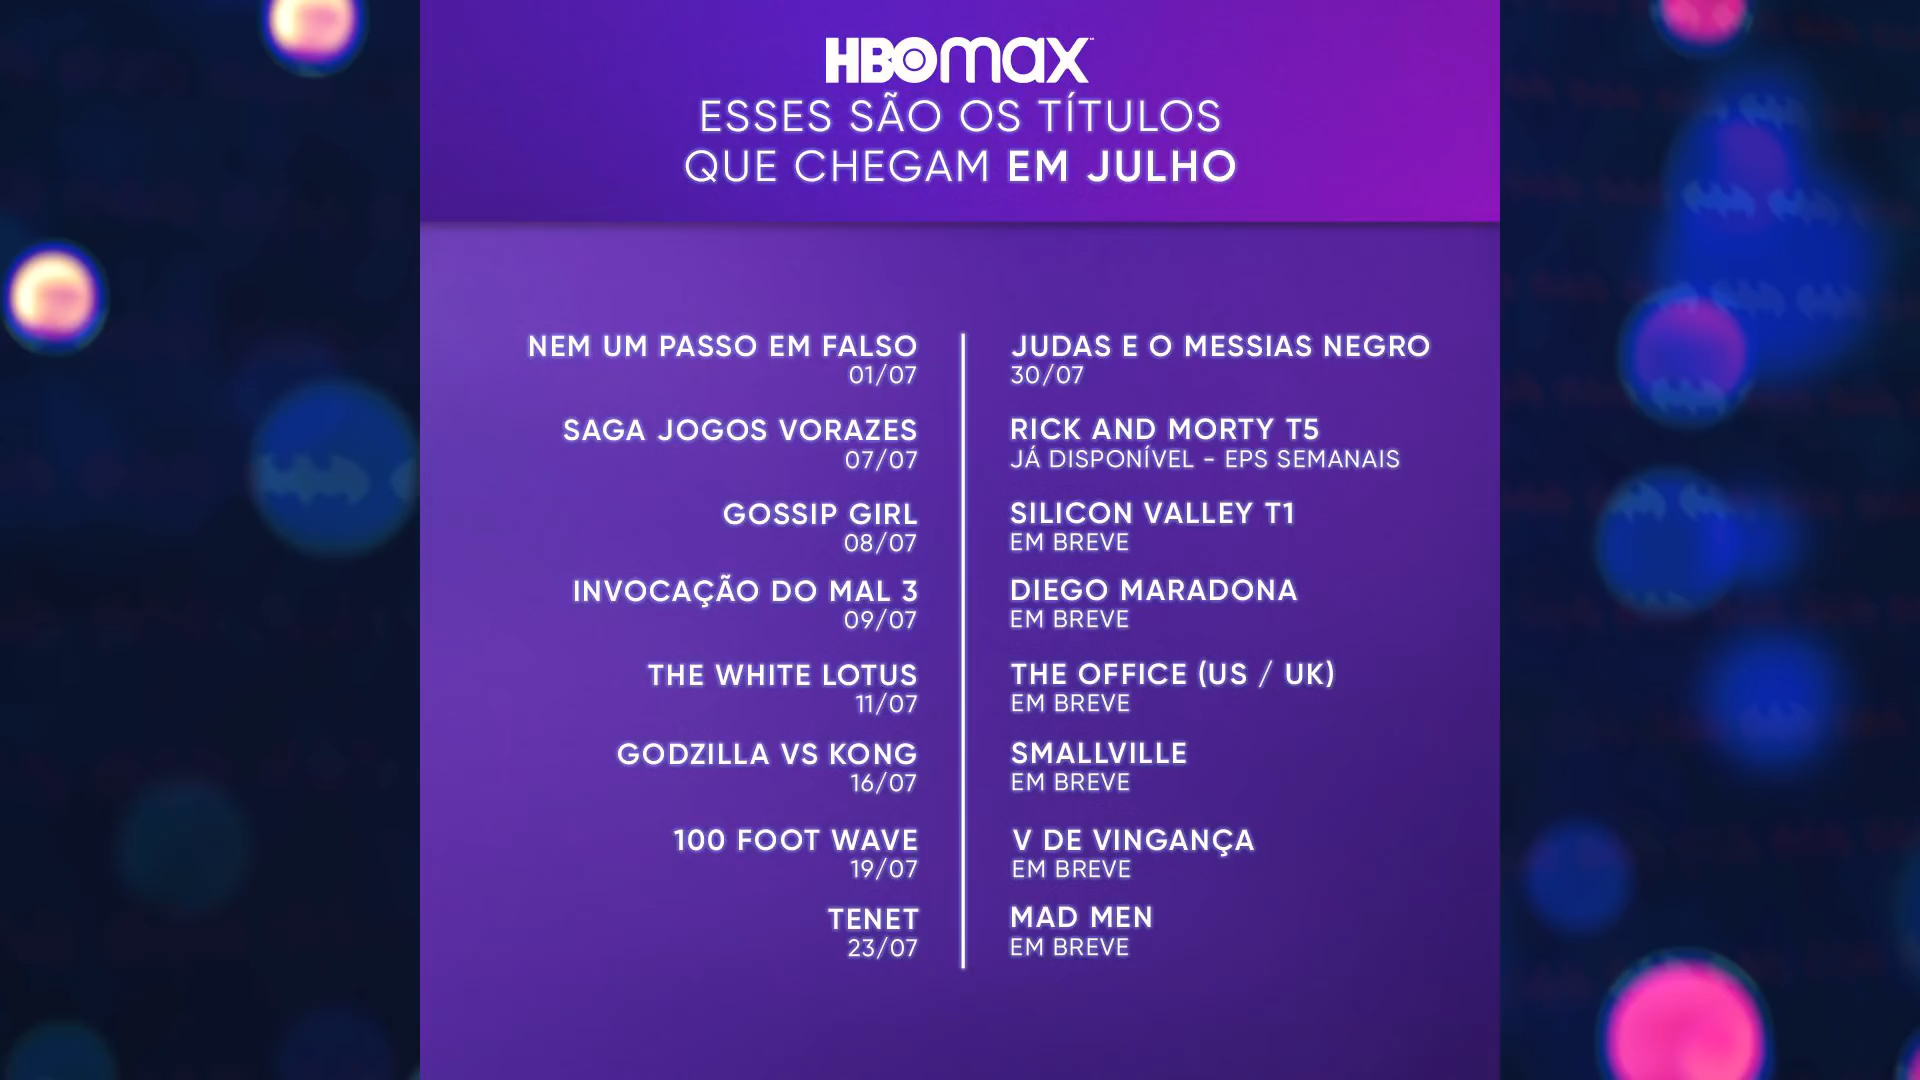 HBOMAX
ESSES SÃO OS TÍTULOS
QUE CHEGAM EM JULHO
NEM UM PASSO EM FALSO
01/07
SAGA JOGOS VORAZES
07/07
GOSSIP GIRL
08/07
INVOCAÇÃO DO MAL 3
09/07
THE WHITE LOTUS
11/07
GODZILLA VS KONG
16/07
100 FOOT WAVE
19/07
TENET
23/07
JUDAS E O MESSIAS NEGRO
30/07
RICK AND MORTY T5
JÁ DISPONÍVEL - EPS SEMANAIS
SILICON VALLEY T1
EM BREVE
DIEGO MARADONA
EM BREVE
THE OFFICE (US / UK)
EM BREVE
SMALLVILLE
EM BREVE
V DE VINGANÇA
EM BREVE
MAD MEN
EM BREVE